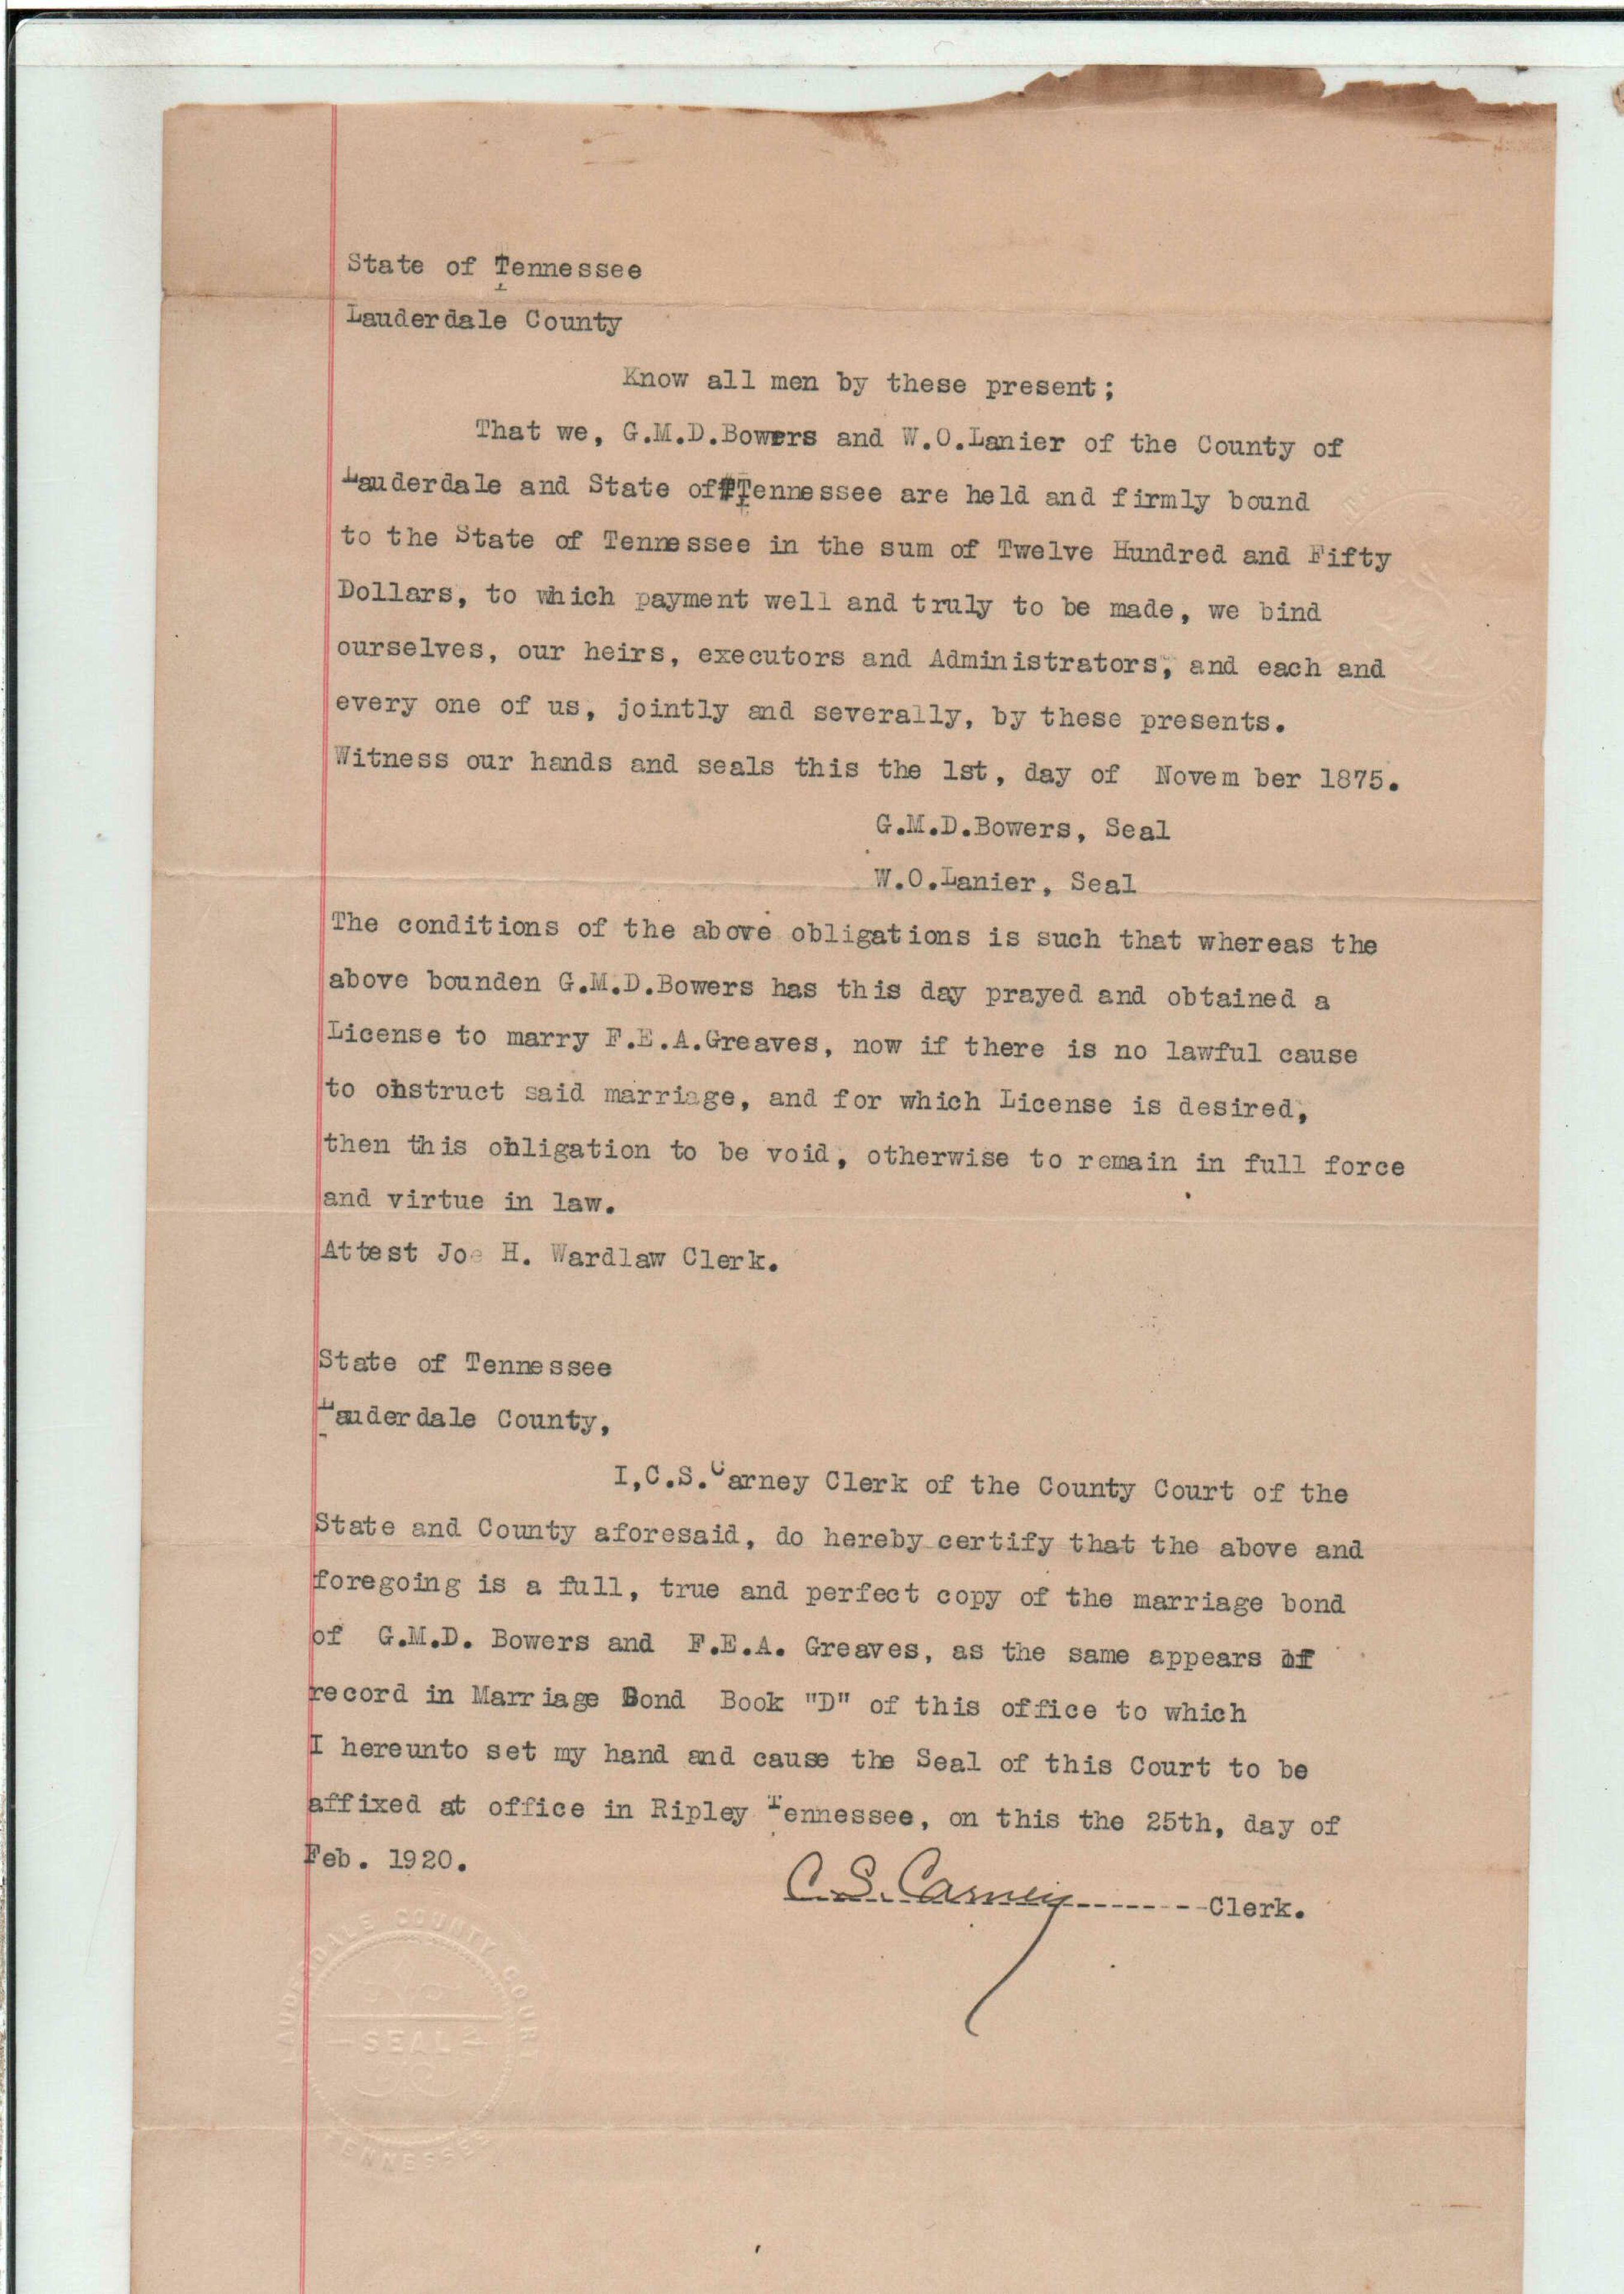 State of Tennessee
Lauderdale County
Know all men by these present;
That we, G.M.D.Bowers and W.O.Lanier of the County of
Lauderdale and State of Tennessee are held and firmly bound
to the State of Tennessee in the sum of Twelve Hundred and Fifty
Dollars, to which payment well and truly to be made, we bind
ourselves, our heirs, executors and Administrators, and each and
every one of us, jointly and severally, by these presents.
Witness our hands and seals this the 1st, day of Novem ber 1875.
G.M.D.Bowers, Seal
W.O.Lanier, Seal
The conditions of the above obligations is such that whereas the
above bounden G.M.D.Bowers has this day prayed and obtained a
License to marry F.E.A.Greaves, now if there is no lawful cause
to obstruct said marriage, and for which License is desired,
then this obligation to be void, otherwise to remain in full force
and virtue in law.
Attest Joe H. Wardlaw Clerk.
State of Tennessee
Lauderdale County,
I,C.S.Carney Clerk of the County Court of the
State and County aforesaid, do hereby certify that the above and
foregoing is a full, true and perfect copy of the marriage bond
of G.M.D. Bowers and F.E.A. Greaves, as the same appears of
record in Marriage Bond Book "D" of this office to which
I hereunto set my hand and cause the Seal of this Court to be
affixed at office in Ripley Tennessee, on this the 25th, day of
Feb. 1920.
C.S. Carney--------Clerk.
LAUDERDALE COUNTY COURT
SEAL
TENNESSEE